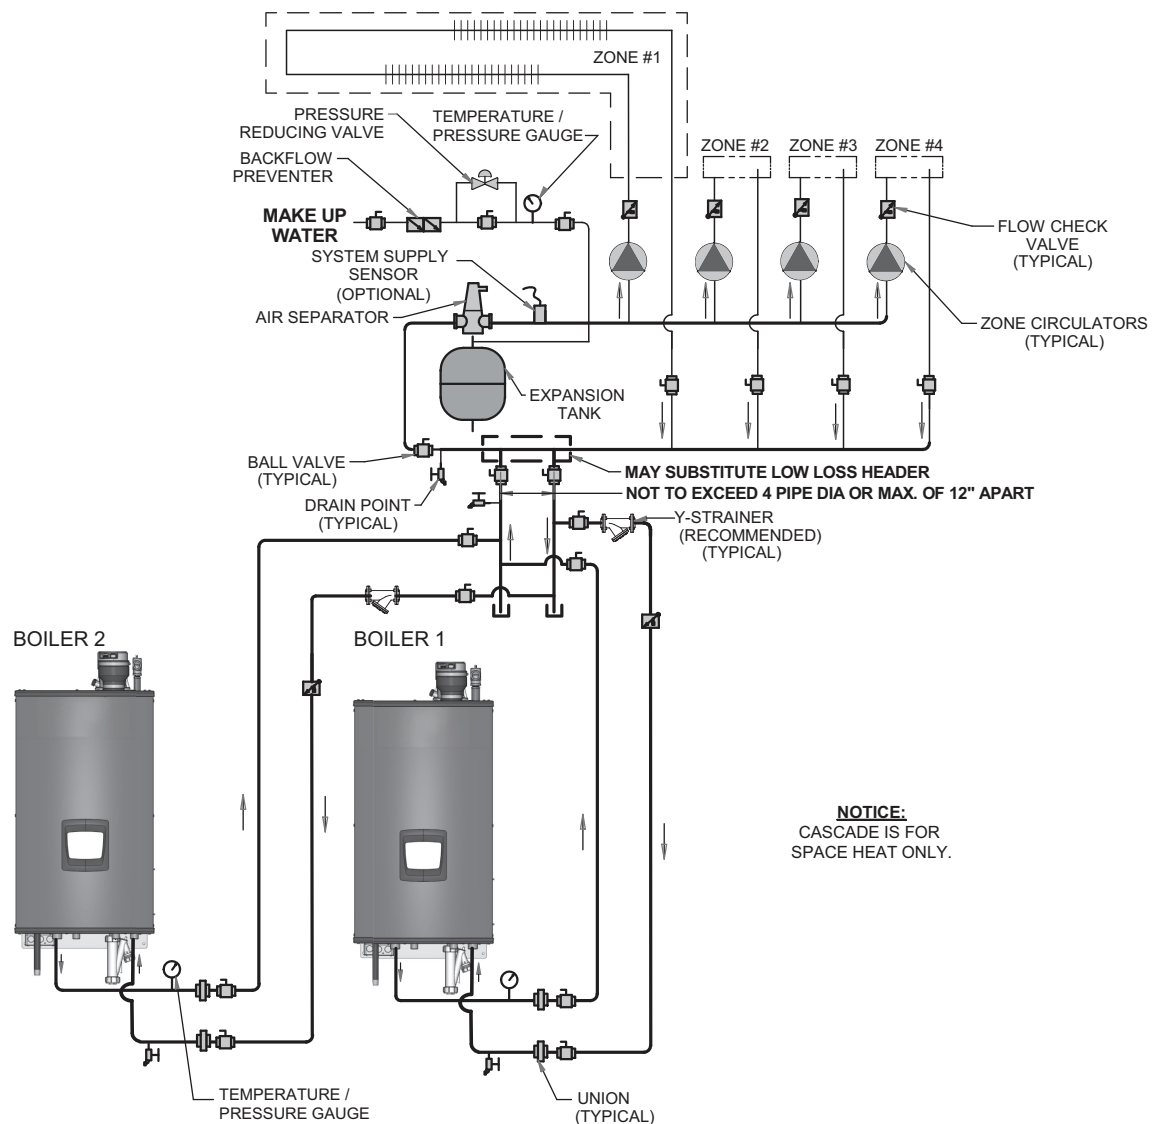 ZONE #1
PRESSURE
REDUCING VALVE
TEMPERATURE /
PRESSURE GAUGE
BACKFLOW
PREVENTER
ZONE #2
ZONE #3
ZONE #4
MAKE UP
WATER
FLOW CHECK
VALVE
(TYPICAL)
SYSTEM SUPPLY
SENSOR
(OPTIONAL)
AIR SEPARATOR
ZONE CIRCULATORS
(TYPICAL)
EXPANSION
TANK
BALL VALVE
(TYPICAL)
MAY SUBSTITUTE LOW LOSS HEADER
NOT TO EXCEED 4 PIPE DIA OR MAX. OF 12" APART
DRAIN POINT
(TYPICAL)
Y-STRAINER
(RECOMMENDED)
(TYPICAL)
BOILER 2
BOILER 1
NOTICE:
CASCADE IS FOR
SPACE HEAT ONLY.
TEMPERATURE /
PRESSURE GAUGE
UNION
(TYPICAL)